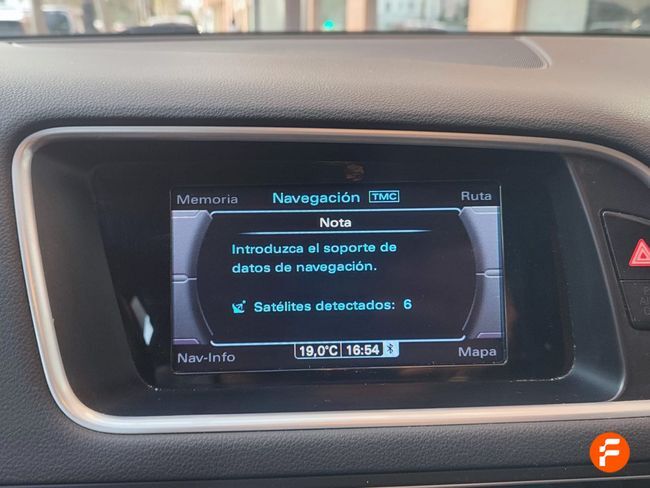 Memoria
Navegación TMC
Ruta
Nota
Introduzca el soporte de
datos de navegación.
Satélites detectados: 6
Nav-Info
19,0°C 16:54
Mapa